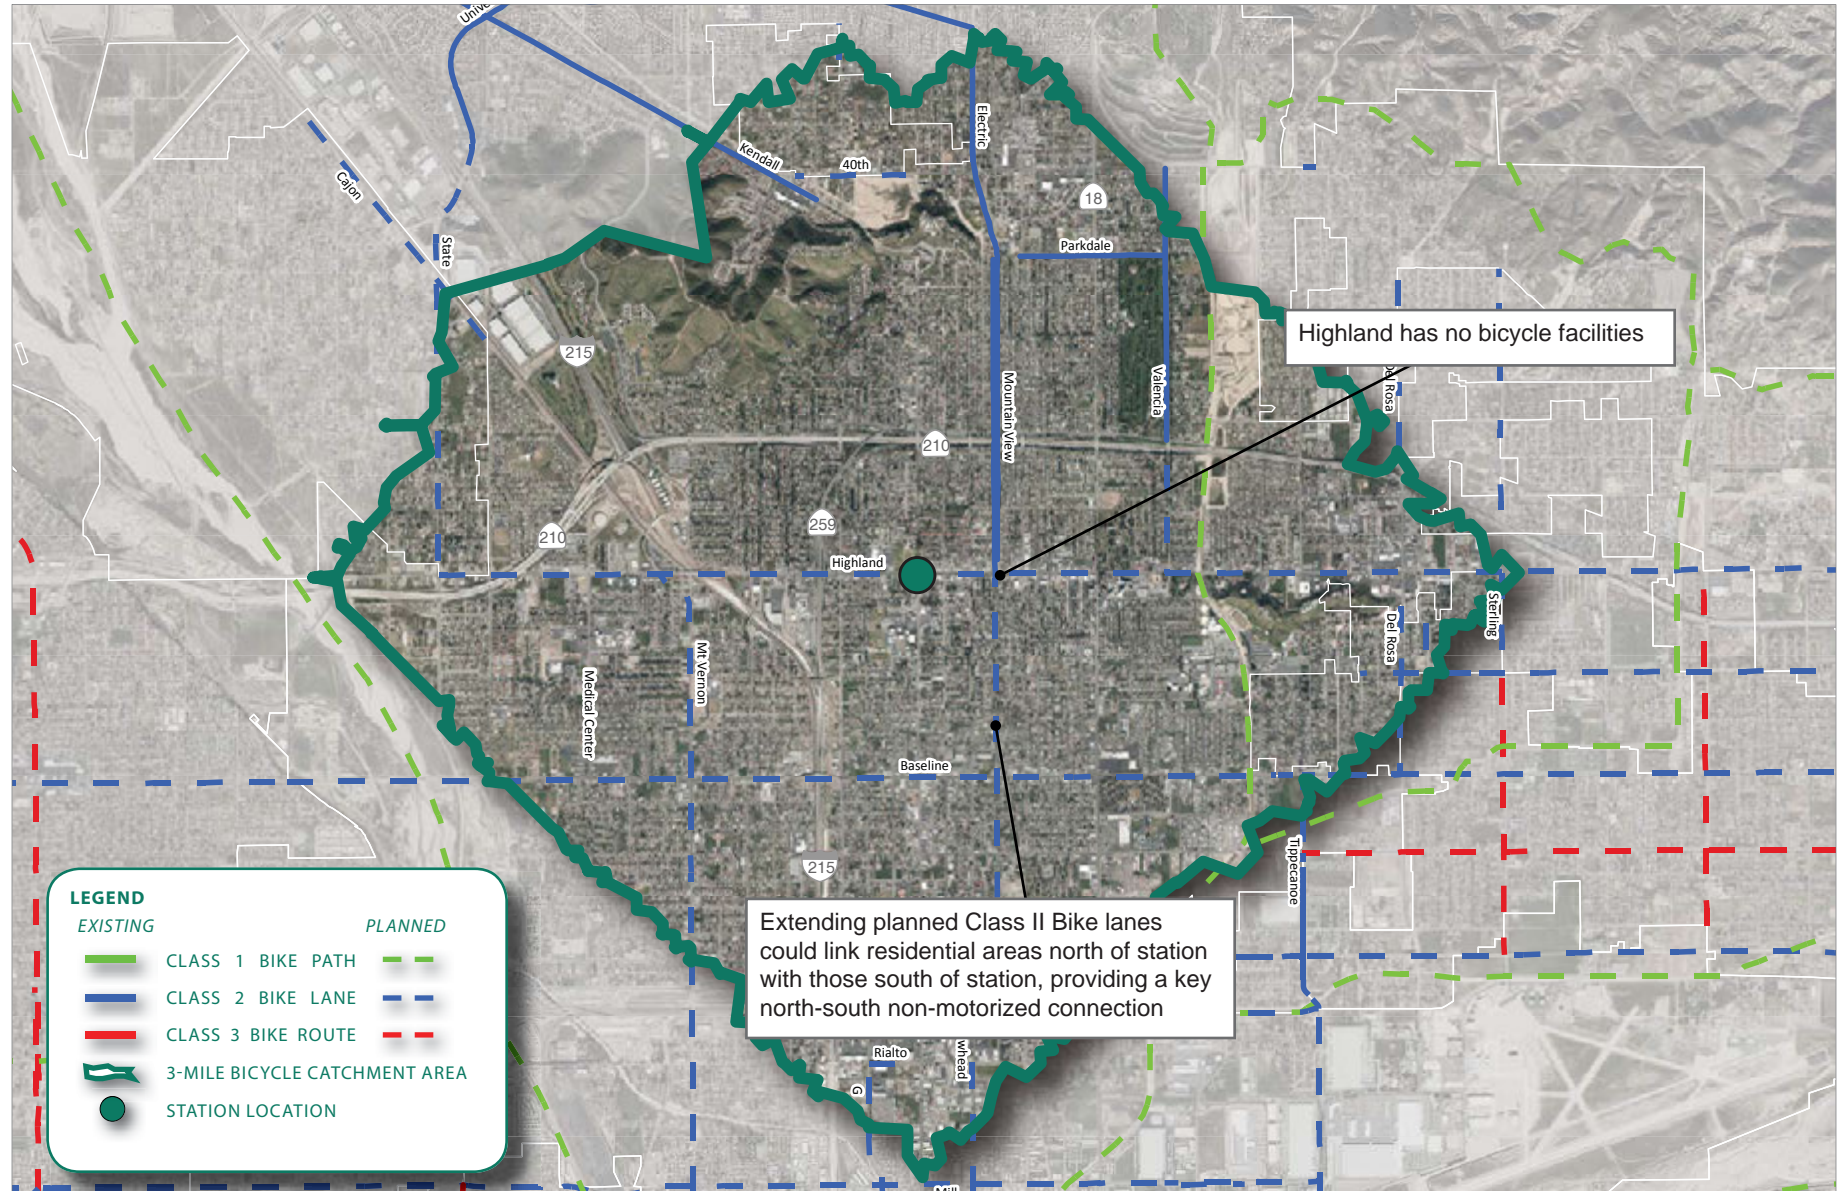 Unive
Electric
Kendall
40th
Cajon
18
State
Parkdale
Highland has no bicycle facilities
215
Mountain View
Valencia
Del Rosa
210
259
210
Highland
Sterling
Del Rosa
Mt Vernon
Medical Center
Baseline
215
Tippecanoe
LEGEND
EXISTING PLANNED
CLASS 1 BIKE PATH
CLASS 2 BIKE LANE
CLASS 3 BIKE ROUTE
3-MILE BICYCLE CATCHMENT AREA
STATION LOCATION
Extending planned Class II Bike lanes
could link residential areas north of station
with those south of station, providing a key
north-south non-motorized connection
Rialto
whead
G
Mill